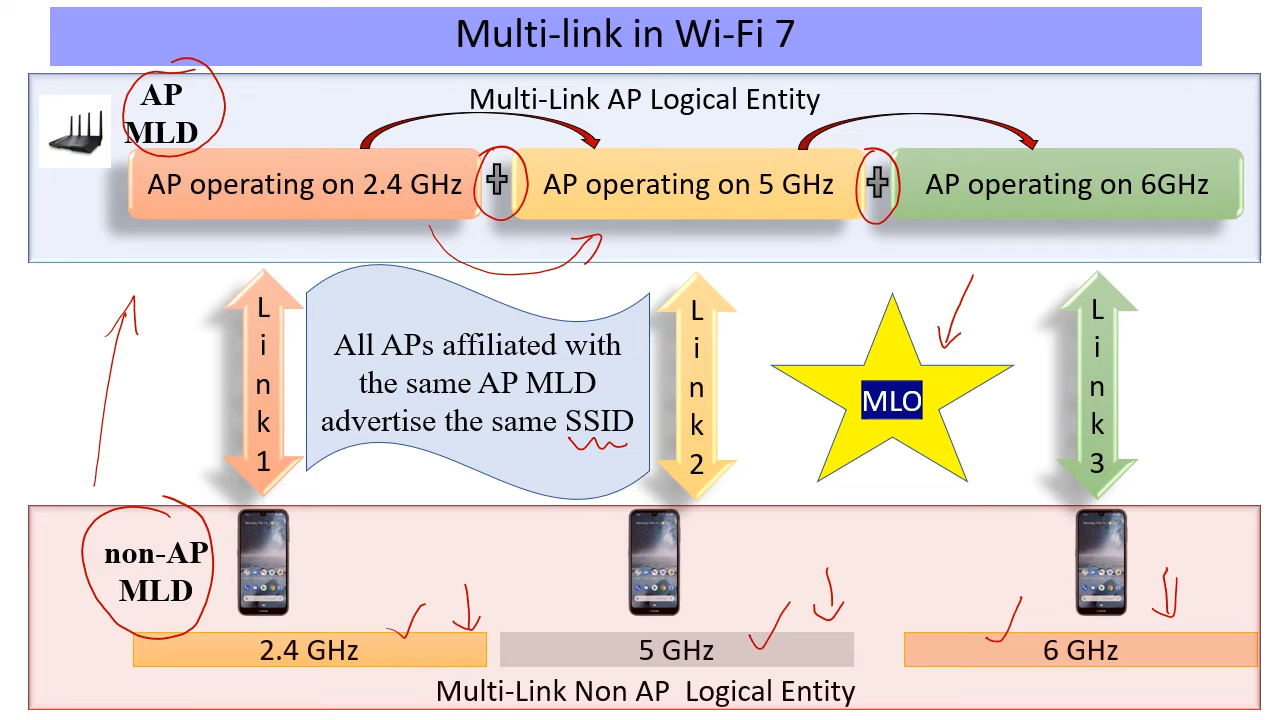 Multi-link in Wi-Fi 7
AP
MLD
Multi-Link AP Logical Entity
AP operating on 2.4 GHz
AP operating on 5 GHz
AP operating on 6GHz
Link 1
All APs affiliated with
the same AP MLD
advertise the same SSID
Link 2
MLO
Link 3
non-AP
MLD
2.4 GHz
5 GHz
6 GHz
Multi-Link Non AP Logical Entity